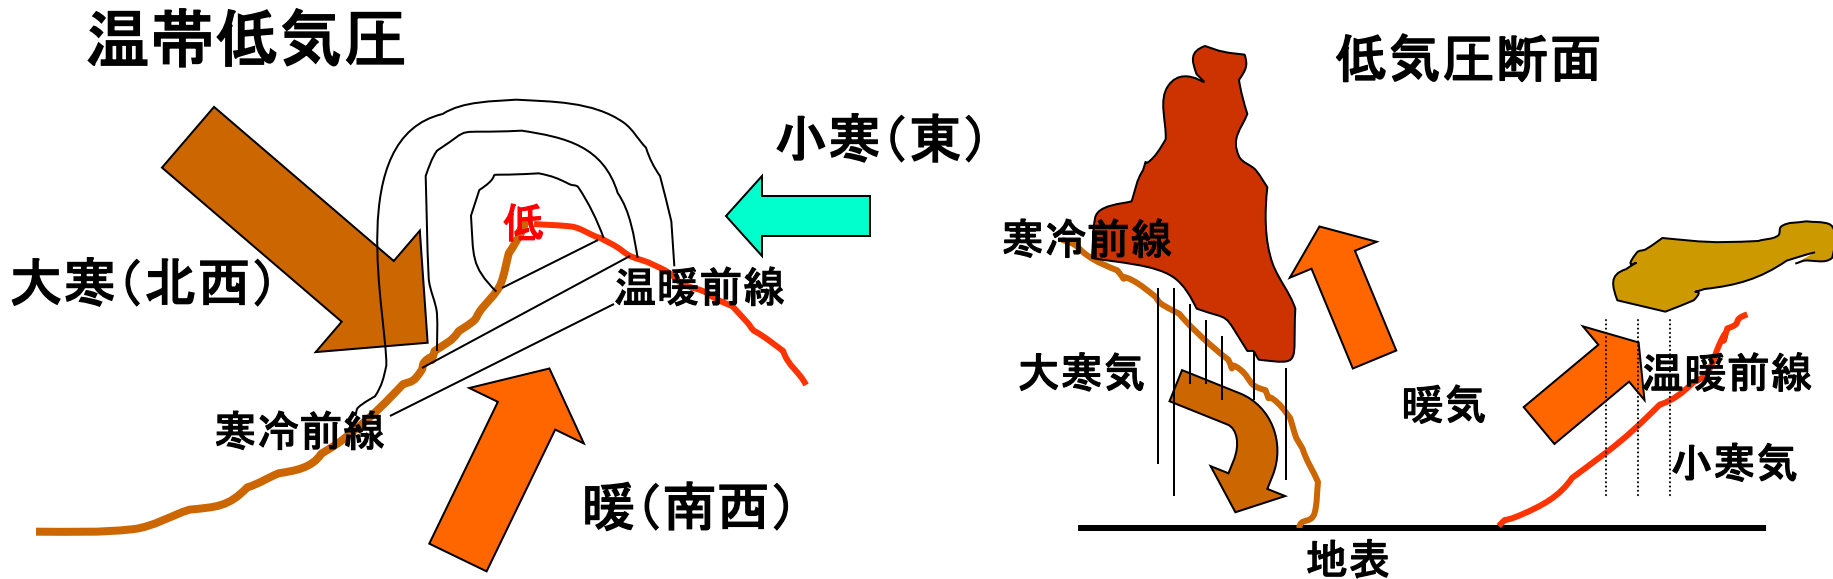 温帯低気圧
小寒（東）
低
大寒（北西）
温暖前線
寒冷前線
暖（南西）
低気圧断面
寒冷前線
大寒気
暖気
温暖前線
小寒気
地表